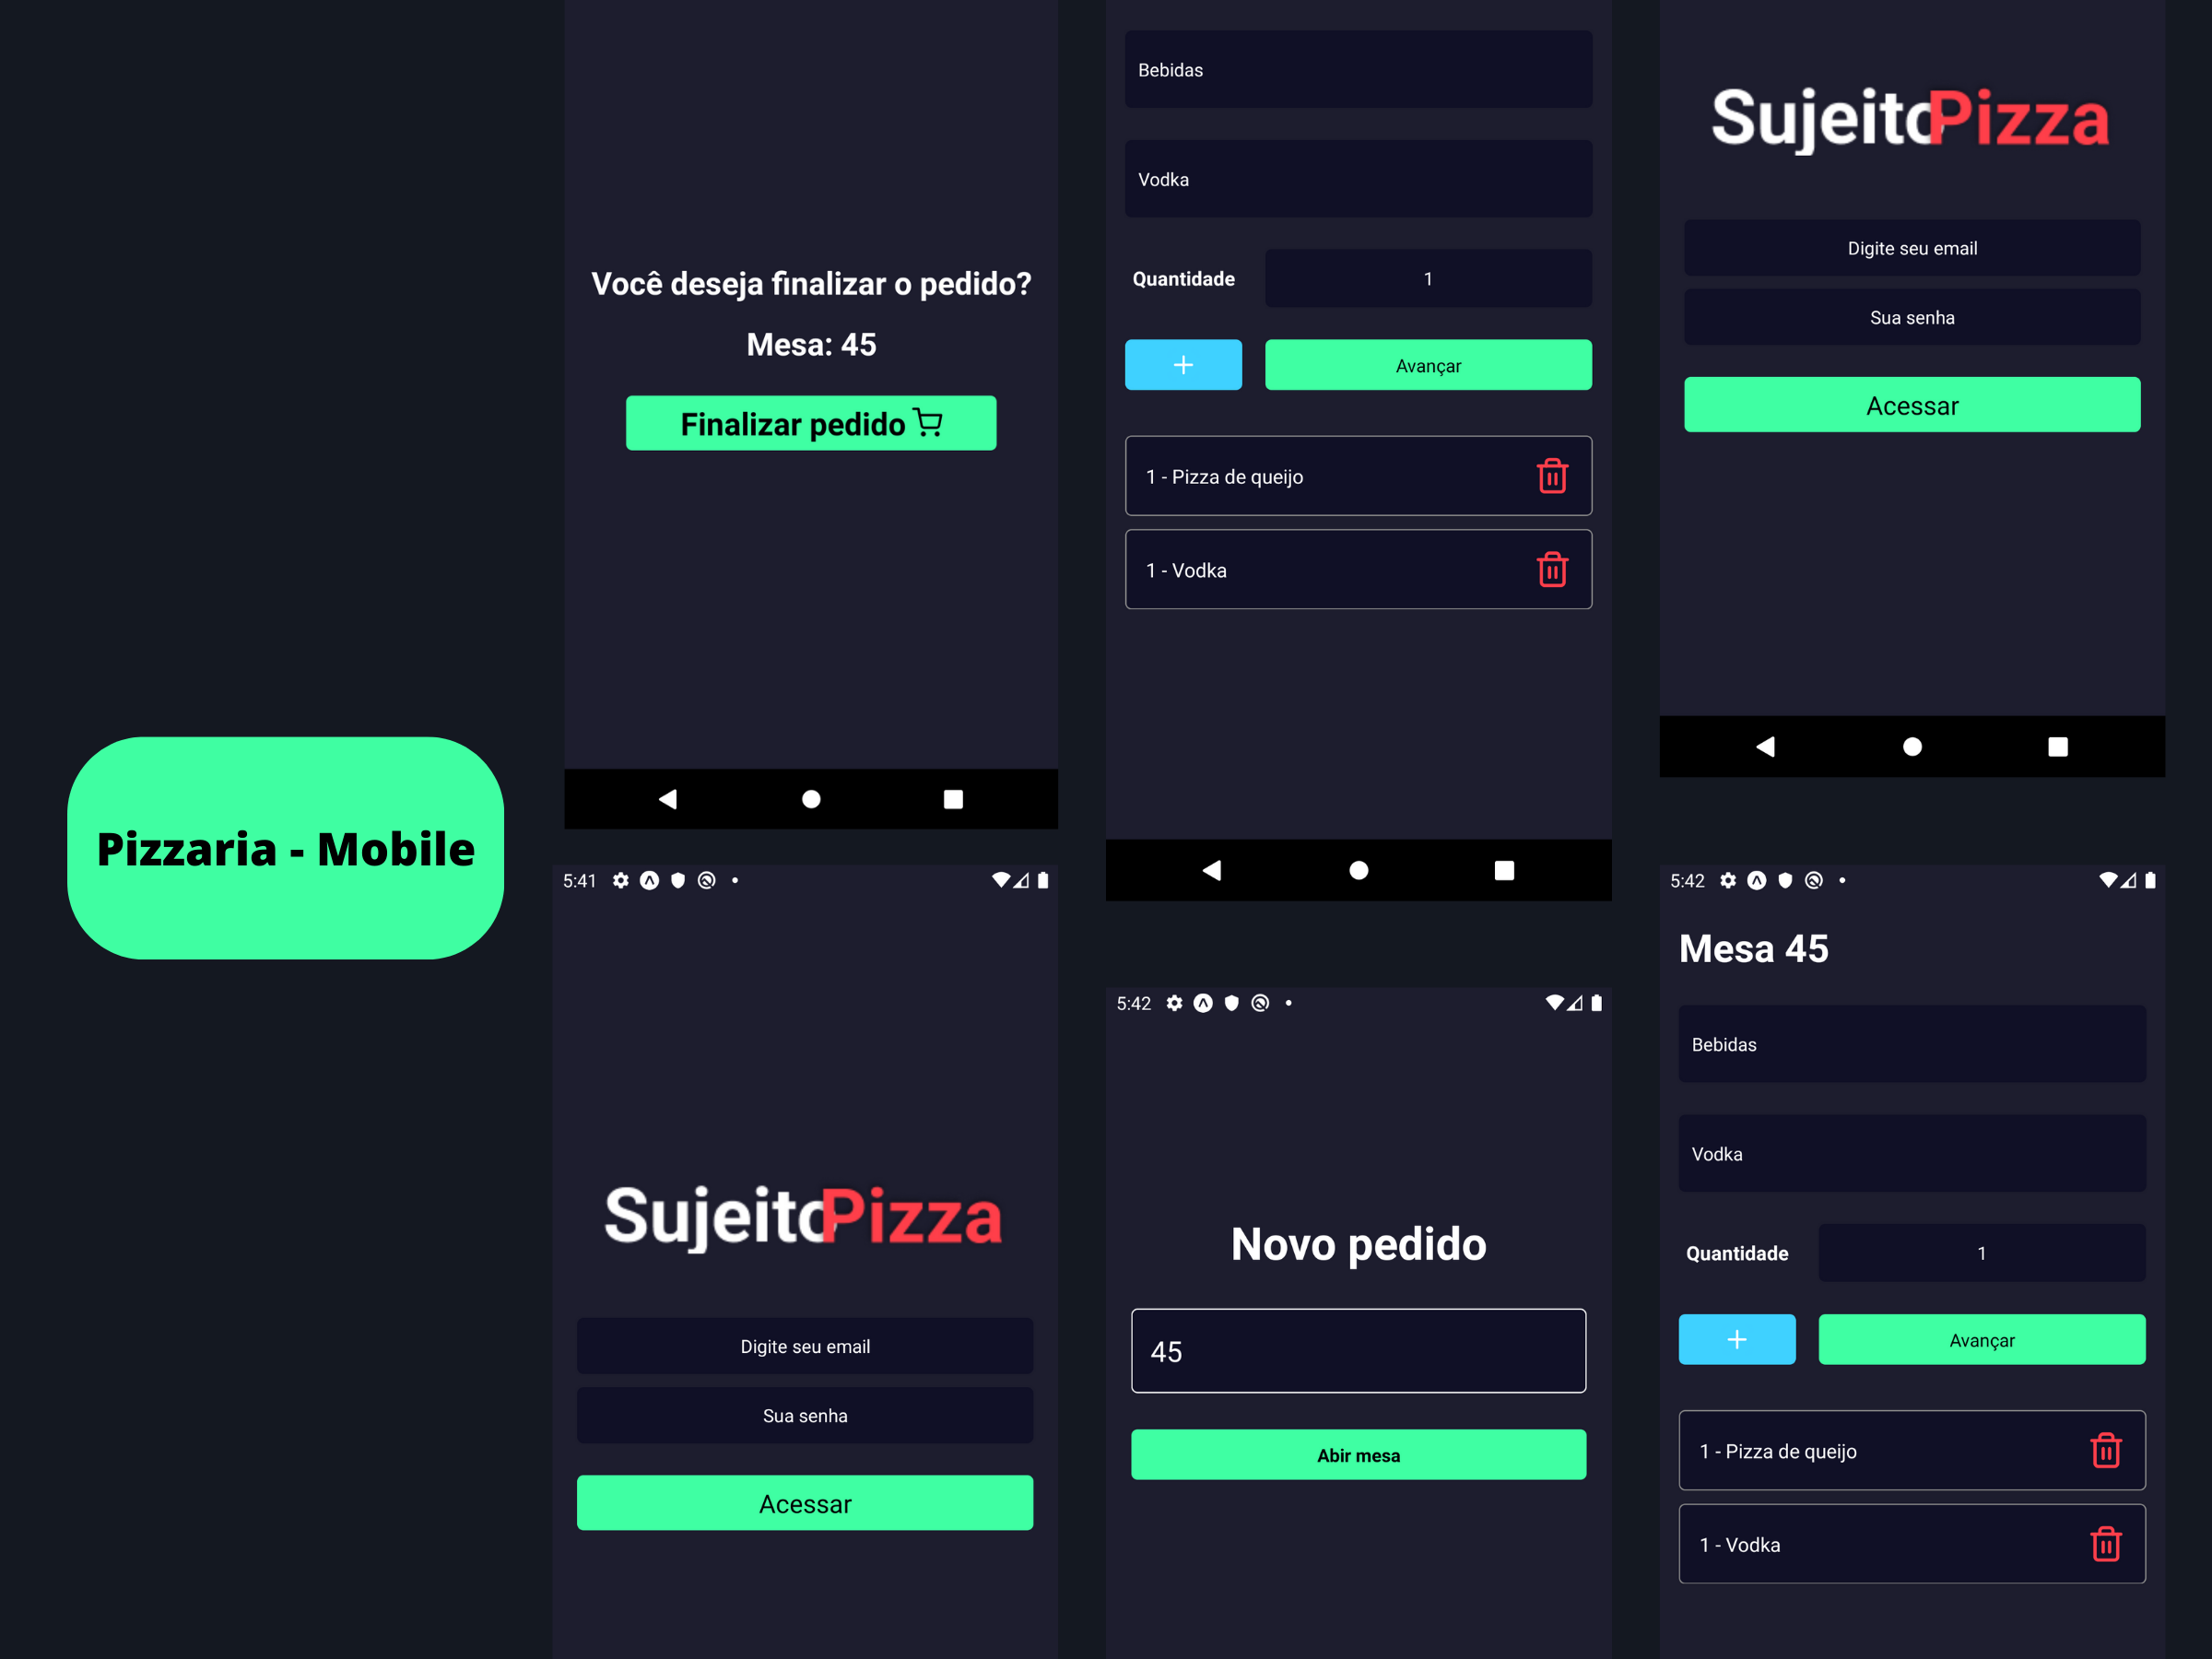 Pizzaria - Mobile
Você deseja finalizar o pedido?
Mesa: 45
Finalizar pedido
5:41
SujeitoPizza
Digite seu email
Sua senha
Acessar
Bebidas
Vodka
Quantidade
1
+
Avançar
1 - Pizza de queijo
1 - Vodka
5:42
Novo pedido
45
Abir mesa
SujeitoPizza
Digite seu email
Sua senha
Acessar
5:42
Mesa 45
Bebidas
Vodka
Quantidade
1
+
Avançar
1 - Pizza de queijo
1 - Vodka